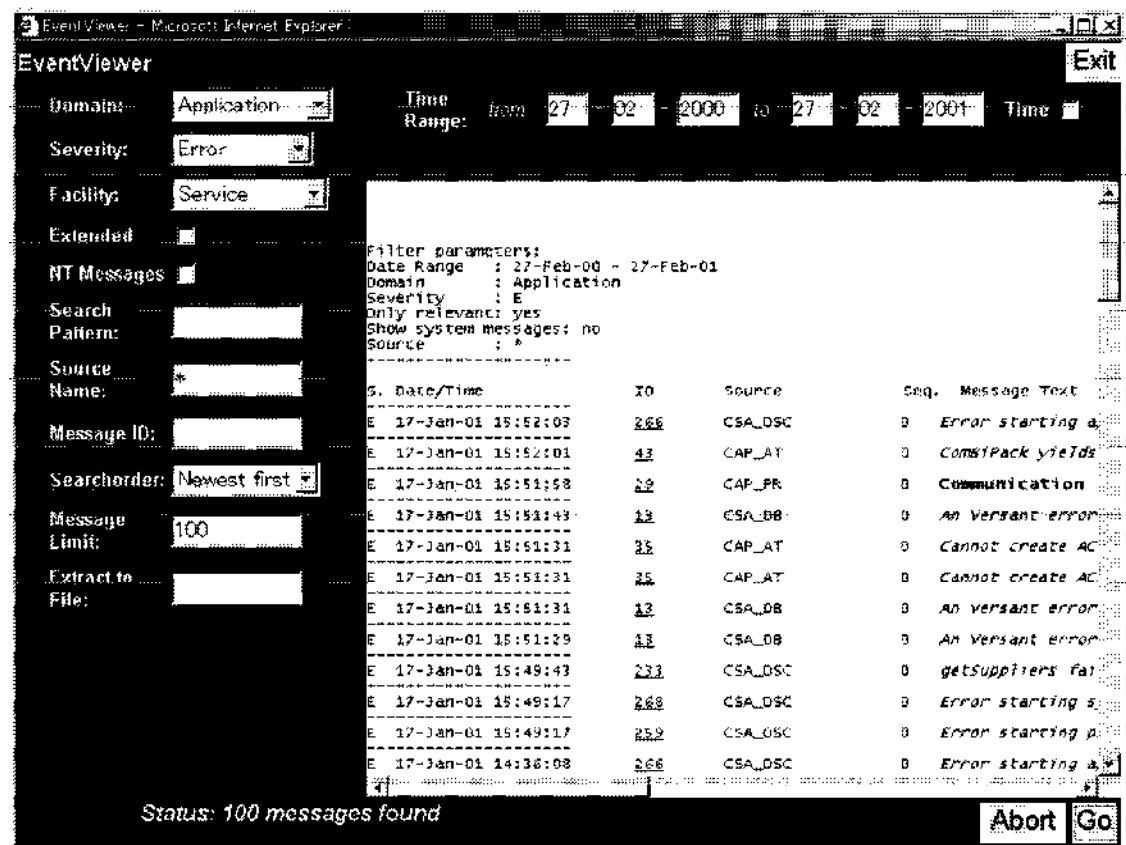 EventViewer - Microsoft Internet Explorer
EventViewer
Exit
Domain: Application
Time Range: from 27 - 02 - 2000 to 27 - 02 - 2001 Time
Severity: Error
Facility: Service
Extended
NT Messages
Search Pattern:
Source Name: *
Message ID:
Searchorder: Newest first
Message Limit: 100
Extract to File:
Filter parameters:
Date Range : 27-Feb-00 - 27-Feb-01
Domain : Application
Severity : E
Only relevant: yes
Show system messages: no
Source : *
S. Date/Time ID Source Seq. Message Text
E 17-Jan-01 15:52:03 266 CSA_DSC 0 Error starting a
E 17-Jan-01 15:52:01 43 CAP_AT 0 CombiPack yields
E 17-Jan-01 15:51:58 29 CAP_PR 0 Communication
E 17-Jan-01 15:51:43 13 CSA_DB 0 An Versant error
E 17-Jan-01 15:51:31 35 CAP_AT 0 Cannot create AC
E 17-Jan-01 15:51:31 35 CAP_AT 0 Cannot create AC
E 17-Jan-01 15:51:31 13 CSA_DB 0 An Versant error
E 17-Jan-01 15:51:29 13 CSA_DB 0 An Versant error
E 17-Jan-01 15:49:43 233 CSA_DSC 0 getSuppliers fai
E 17-Jan-01 15:49:17 268 CSA_DSC 0 Error starting s
E 17-Jan-01 15:49:17 259 CSA_DSC 0 Error starting p
E 17-Jan-01 14:36:08 266 CSA_DSC 0 Error starting a
Status: 100 messages found
Abort Go